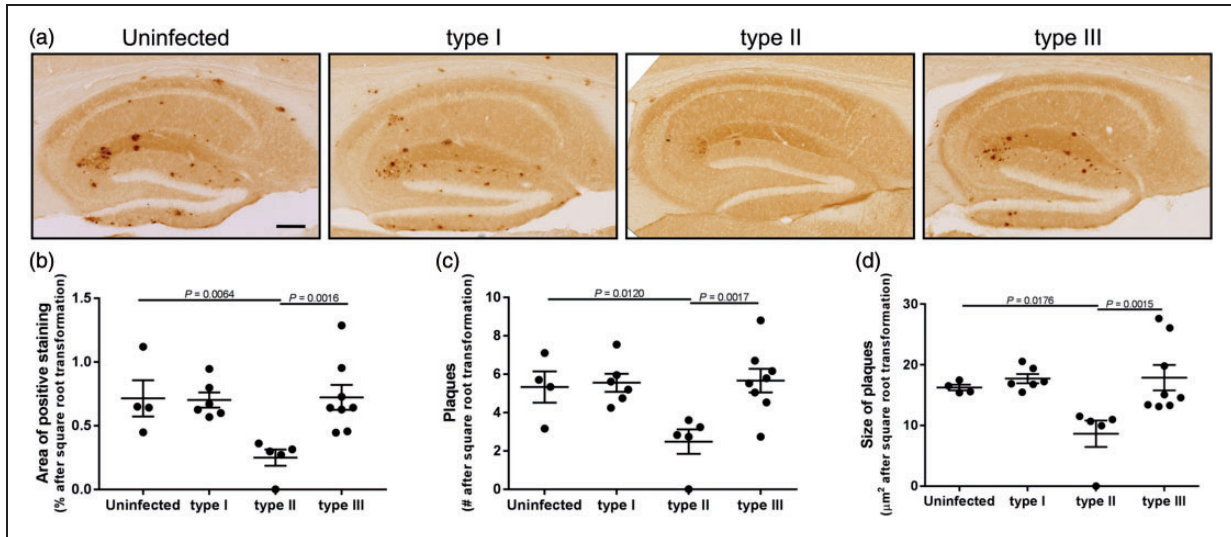 (a)
Uninfected type I type II type III
(b)
Area of positive staining
(% after square root transformation)
1.5
1.0
0.5
0.0
P = 0.0064
P = 0.0016
Uninfected type I type II type III
(c)
Plaques
(# after square root transformation)
10
8
6
4
2
0
P = 0.0120
P = 0.0017
Uninfected type I type II type III
(d)
Size of plaques
(μm² after square root transformation)
30
20
10
0
P = 0.0176
P = 0.0015
Uninfected type I type II type III